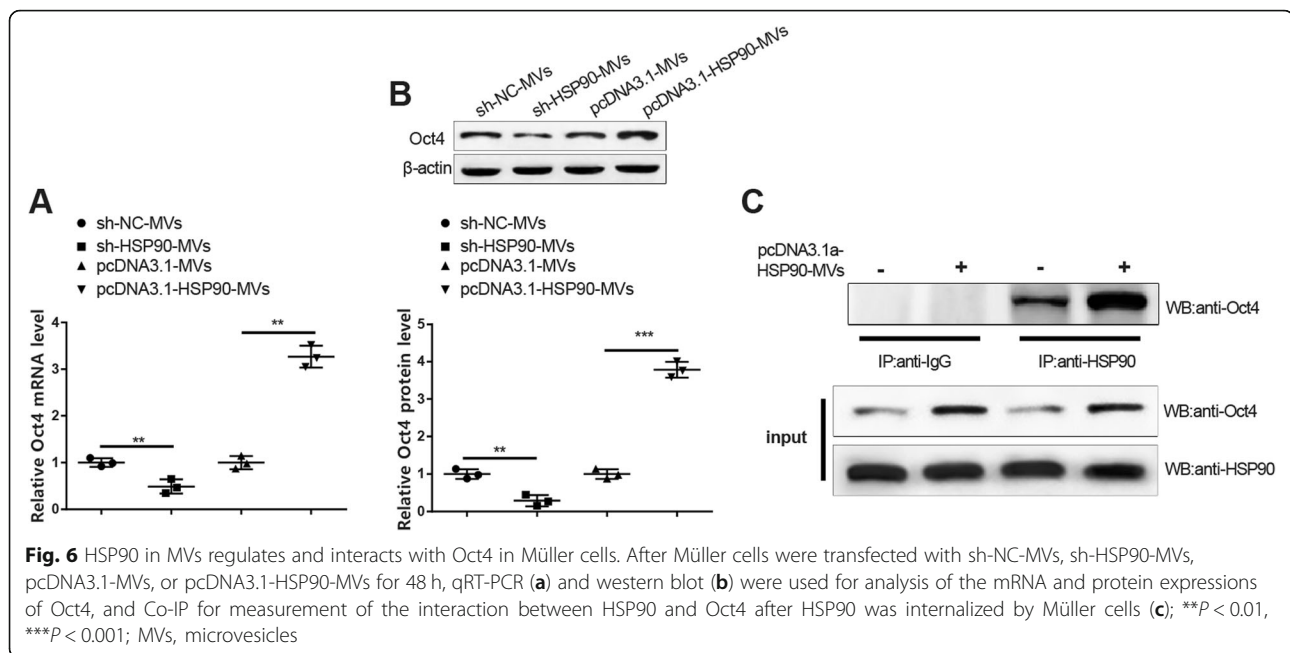 B
sh-NC-MVs
sh-HSP90-MVs
pcDNA3.1-MVs
pcDNA3.1-HSP90-MVs
Oct4
β-actin
A
sh-NC-MVs
sh-HSP90-MVs
pcDNA3.1-MVs
pcDNA3.1-HSP90-MVs
Relative Oct4 mRNA level
4
3
2
1
0
**
**
sh-NC-MVs
sh-HSP90-MVs
pcDNA3.1-MVs
pcDNA3.1-HSP90-MVs
Relative Oct4 protein level
5
4
3
2
1
0
**
***
C
pcDNA3.1a-
HSP90-MVs
- + - +
WB:anti-Oct4
IP:anti-IgG IP:anti-HSP90
input
WB:anti-Oct4
WB:anti-HSP90
Fig. 6 HSP90 in MVs regulates and interacts with Oct4 in Müller cells. After Müller cells were transfected with sh-NC-MVs, sh-HSP90-MVs,
pcDNA3.1-MVs, or pcDNA3.1-HSP90-MVs for 48 h, qRT-PCR (a) and western blot (b) were used for analysis of the mRNA and protein expressions
of Oct4, and Co-IP for measurement of the interaction between HSP90 and Oct4 after HSP90 was internalized by Müller cells (c); **P < 0.01,
***P < 0.001; MVs, microvesicles